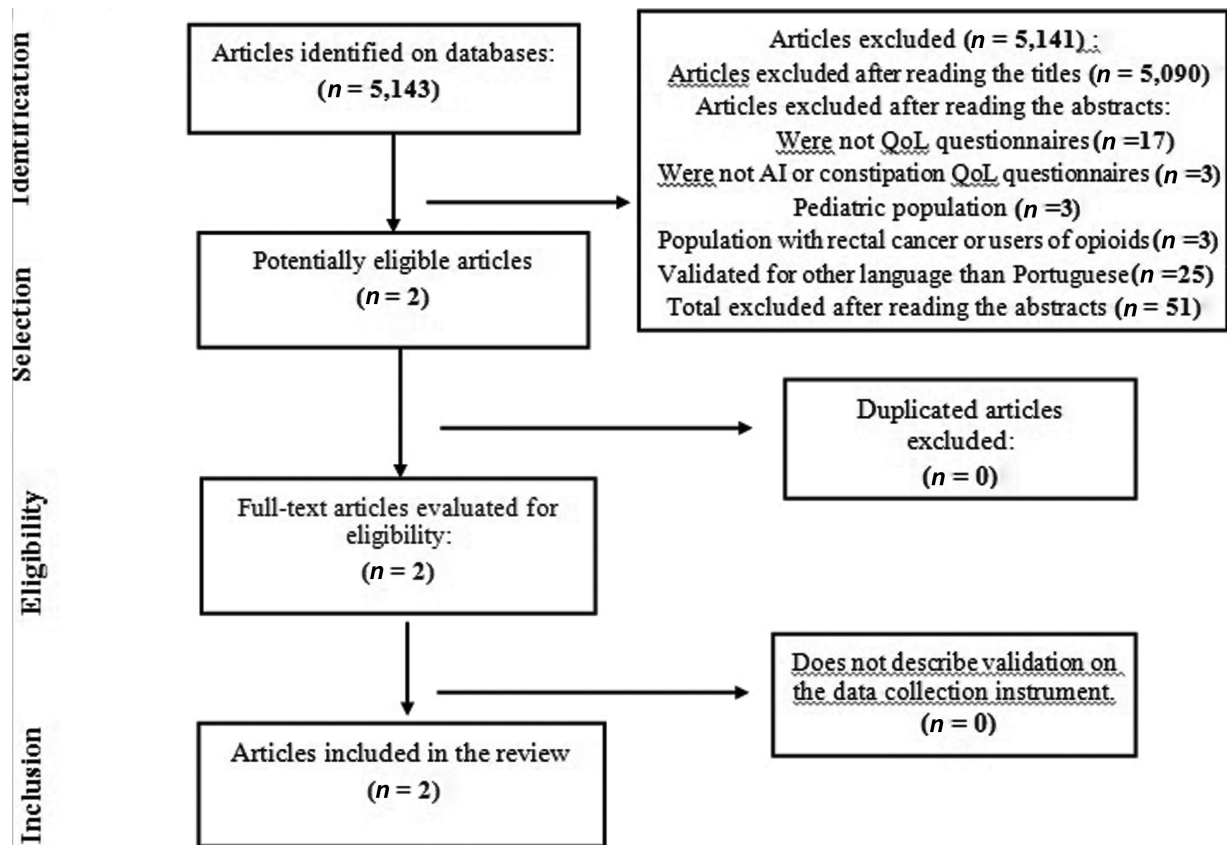 Identification
Articles identified on databases:
(n = 5,143)
Articles excluded (n = 5,141) :
Articles excluded after reading the titles (n = 5,090)
Articles excluded after reading the abstracts:
Were not QoL questionnaires (n =17)
Were not AI or constipation QoL questionnaires (n =3)
Pediatric population (n =3)
Population with rectal cancer or users of opioids (n =3)
Validated for other language than Portuguese (n =25)
Total excluded after reading the abstracts (n = 51)
Selection
Potentially eligible articles
(n = 2)
Duplicated articles
excluded:
(n = 0)
Eligibility
Full-text articles evaluated for
eligibility:
(n = 2)
Does not describe validation on
the data collection instrument.
(n = 0)
Inclusion
Articles included in the review
(n = 2)